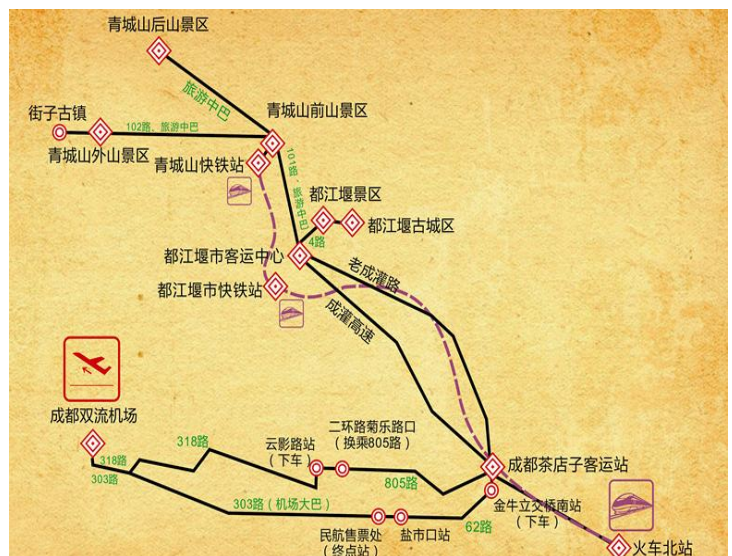 青城山后山景区
旅游中巴
街子古镇
青城山前山景区
102路、旅游中巴
青城山外山景区
青城山快铁站
101路、旅游中巴
都江堰景区
都江堰古城区
4路
都江堰市客运中心
老成灌路
都江堰市快铁站
成灌高速
成都双流机场
318路
二环路菊乐路口
（换乘805路）
云影路站
（下车）
318路
303路
805路
成都茶店子客运站
303路（机场大巴）
金牛立交桥南站
（下车）
62路
民航售票处
（终点站）
盐市口站
火车北站